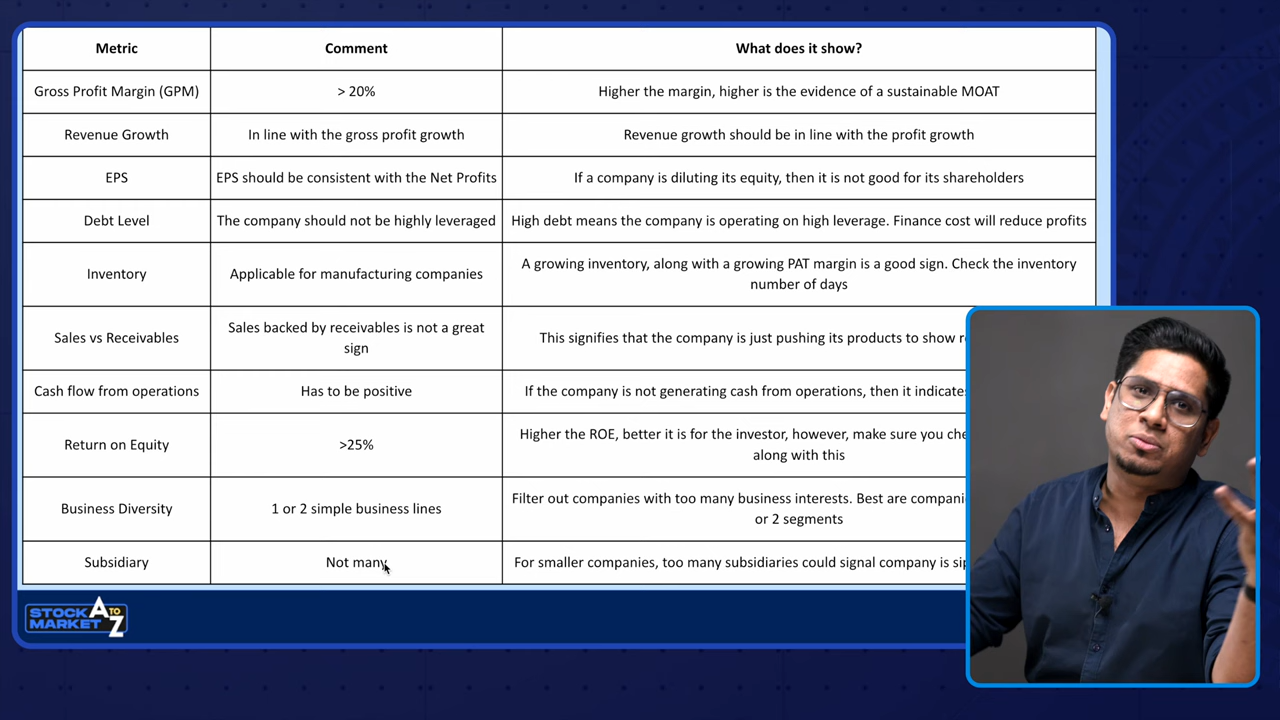 Metric Comment What does it show?
Gross Profit Margin (GPM) > 20% Higher the margin, higher is the evidence of a sustainable MOAT
Revenue Growth In line with the gross profit growth Revenue growth should be in line with the profit growth
EPS EPS should be consistent with the Net Profits If a company is diluting its equity, then it is not good for its shareholders
Debt Level The company should not be highly leveraged High debt means the company is operating on high leverage. Finance cost will reduce profits
Inventory Applicable for manufacturing companies A growing inventory, along with a growing PAT margin is a good sign. Check the inventory
number of days
Sales vs Receivables Sales backed by receivables is not a great
sign This signifies that the company is just pushing its products to show
Cash flow from operations Has to be positive If the company is not generating cash from operations, then it
Return on Equity >25% Higher the ROE, better it is for the investor, however, make sure you
along with this
Business Diversity 1 or 2 simple business lines Filter out companies with too many business interests. Best are
or 2 segments
Subsidiary Not many For smaller companies, too many subsidiaries could signal company is
STOCK A TO
MARKET Z